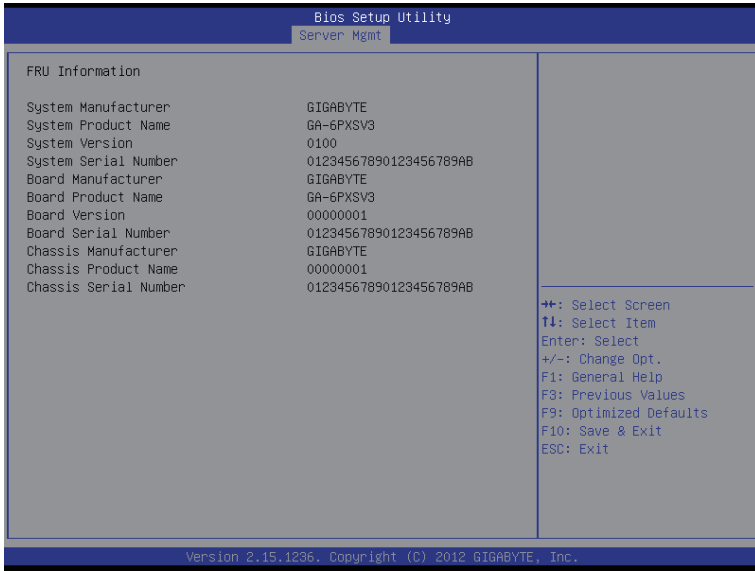 Bios Setup Utility
Server Mgmt
FRU Information
System Manufacturer GIGABYTE
System Product Name GA-6PXSV3
System Version 0100
System Serial Number 01234567890123456789AB
Board Manufacturer GIGABYTE
Board Product Name GA-6PXSV3
Board Version 00000001
Board Serial Number 01234567890123456789AB
Chassis Manufacturer GIGABYTE
Chassis Product Name 00000001
Chassis Serial Number 01234567890123456789AB
→←: Select Screen
↑↓: Select Item
Enter: Select
+/-: Change Opt.
F1: General Help
F3: Previous Values
F9: Optimized Defaults
F10: Save & Exit
ESC: Exit
Version 2.15.1236. Copyright (C) 2012 GIGABYTE, Inc.